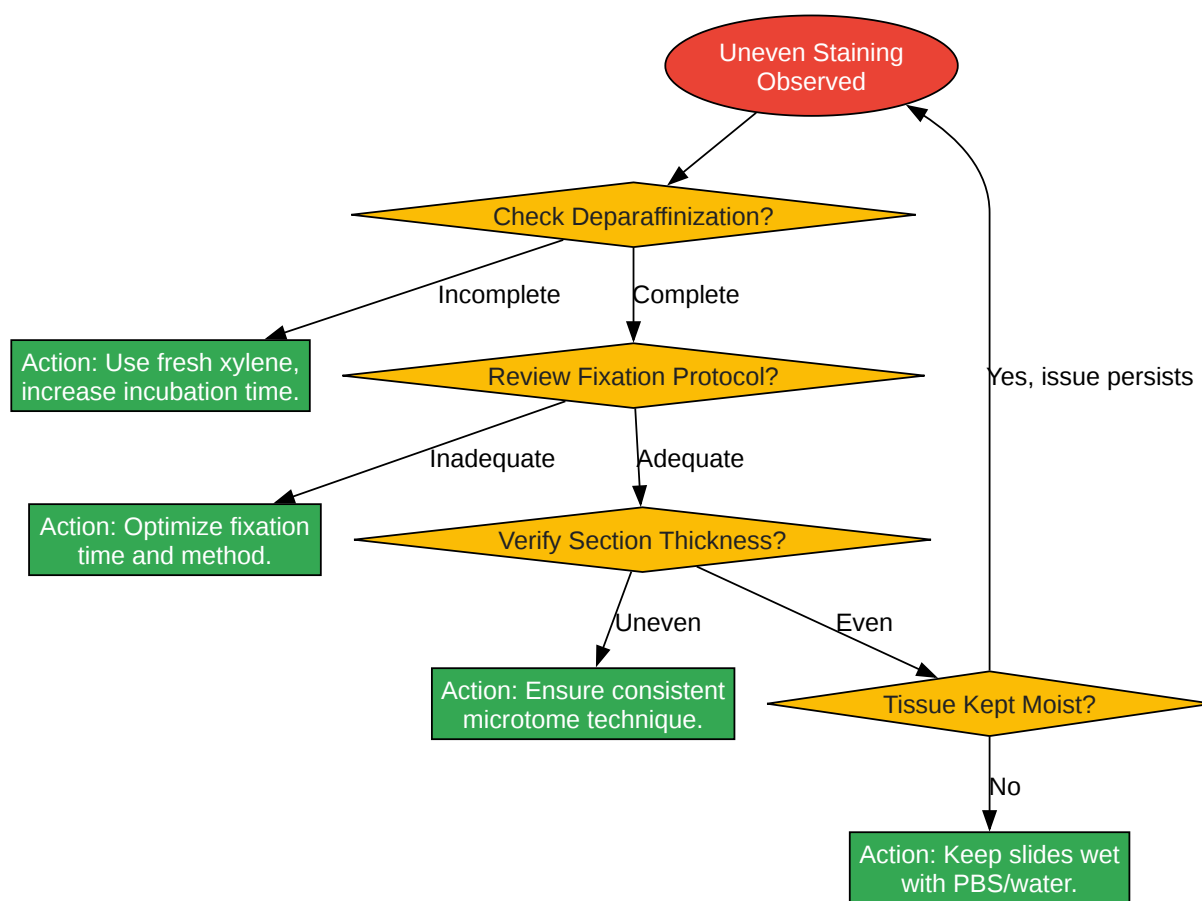 Uneven Staining
Observed
Check Deparaffinization?
Incomplete
Complete
Action: Use fresh xylene,
increase incubation time.
Review Fixation Protocol?
Yes, issue persists
Inadequate
Adequate
Action: Optimize fixation
time and method.
Verify Section Thickness?
Uneven
Even
Action: Ensure consistent
microtome technique.
Tissue Kept Moist?
No
Action: Keep slides wet
with PBS/water.